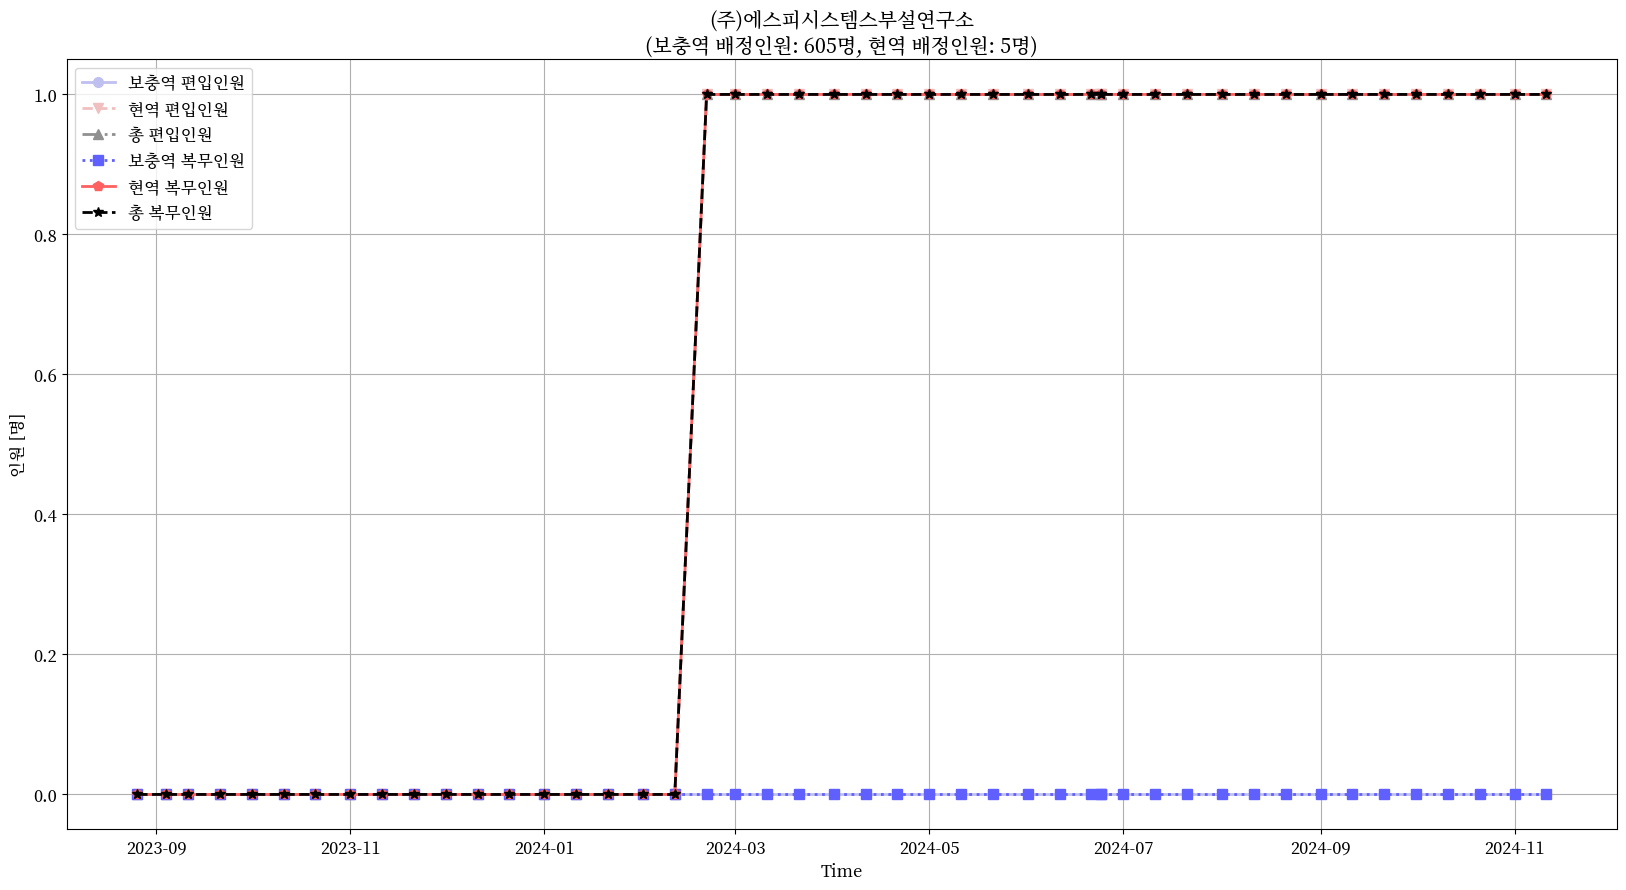 (주)에스피시스템스부설연구소
(보충역 배정인원: 605명, 현역 배정인원: 5명)
보충역 편입인원
현역 편입인원
총 편입인원
보충역 복무인원
현역 복무인원
총 복무인원
1.0
0.8
0.6
0.4
0.2
0.0
인원 [명]
2023-09
2023-11
2024-01
2024-03
2024-05
2024-07
2024-09
2024-11
Time